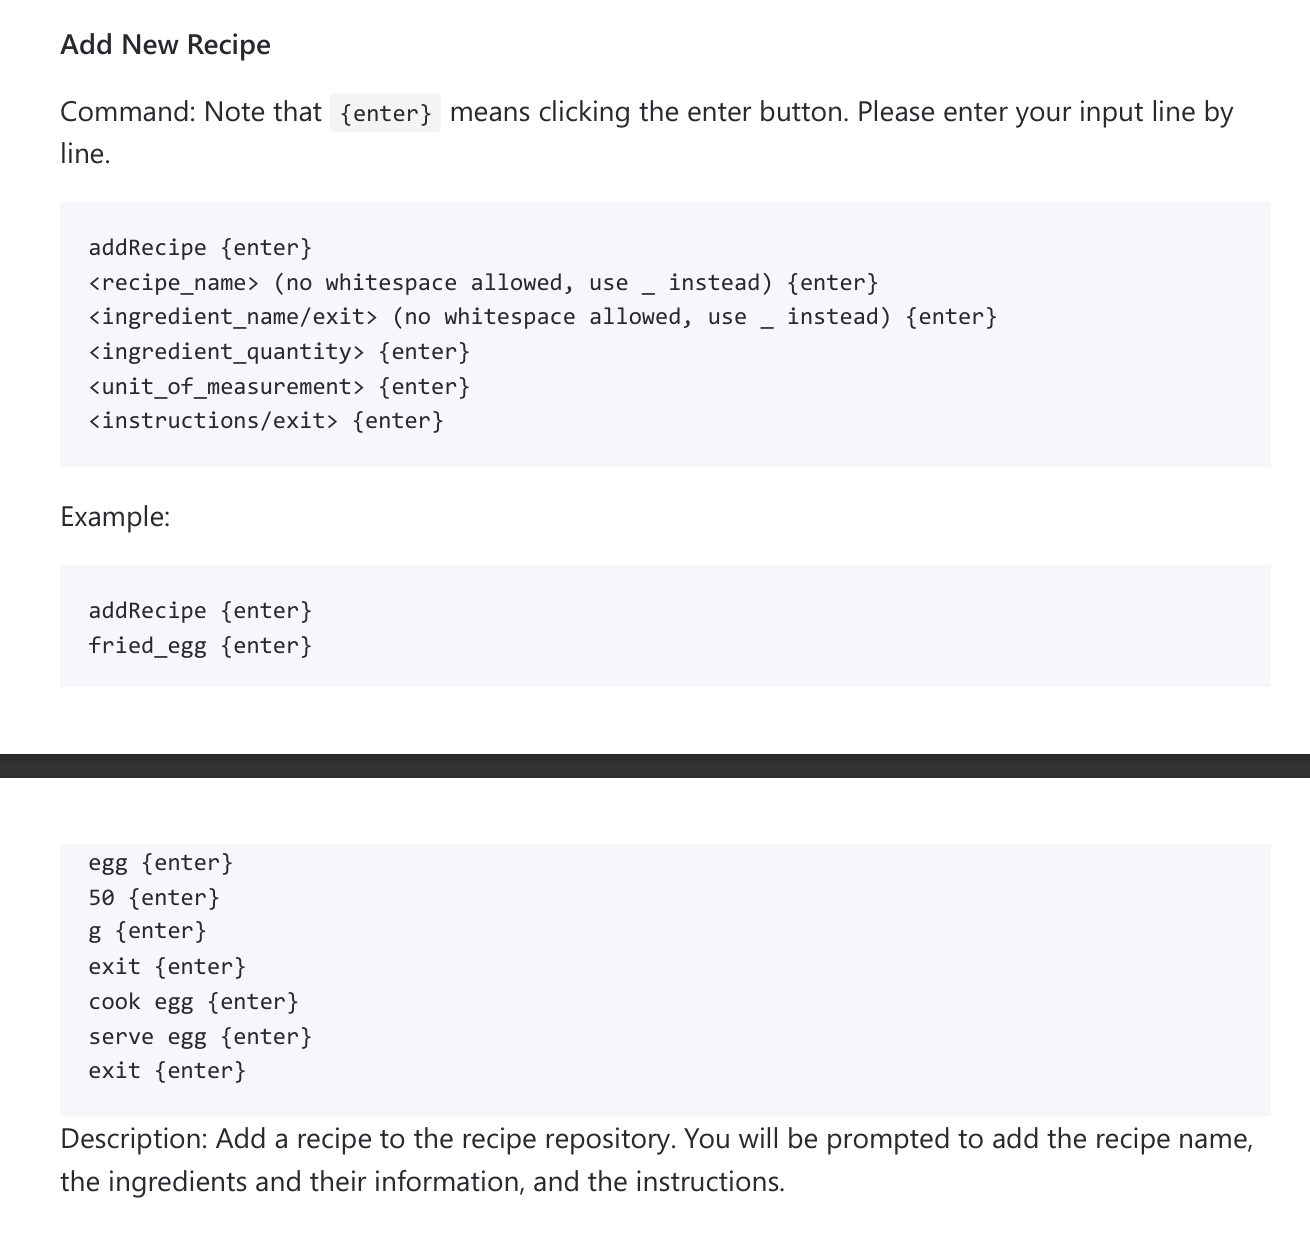 Add New Recipe
Command: Note that {enter} means clicking the enter button. Please enter your input line by
line.
addRecipe {enter}
<recipe_name> (no whitespace allowed, use _ instead) {enter}
<ingredient_name/exit> (no whitespace allowed, use _ instead) {enter}
<ingredient_quantity> {enter}
<unit_of_measurement> {enter}
<instructions/exit> {enter}
Example:
addRecipe {enter}
fried_egg {enter}
egg {enter}
50 {enter}
g {enter}
exit {enter}
cook egg {enter}
serve egg {enter}
exit {enter}
Description: Add a recipe to the recipe repository. You will be prompted to add the recipe name,
the ingredients and their information, and the instructions.